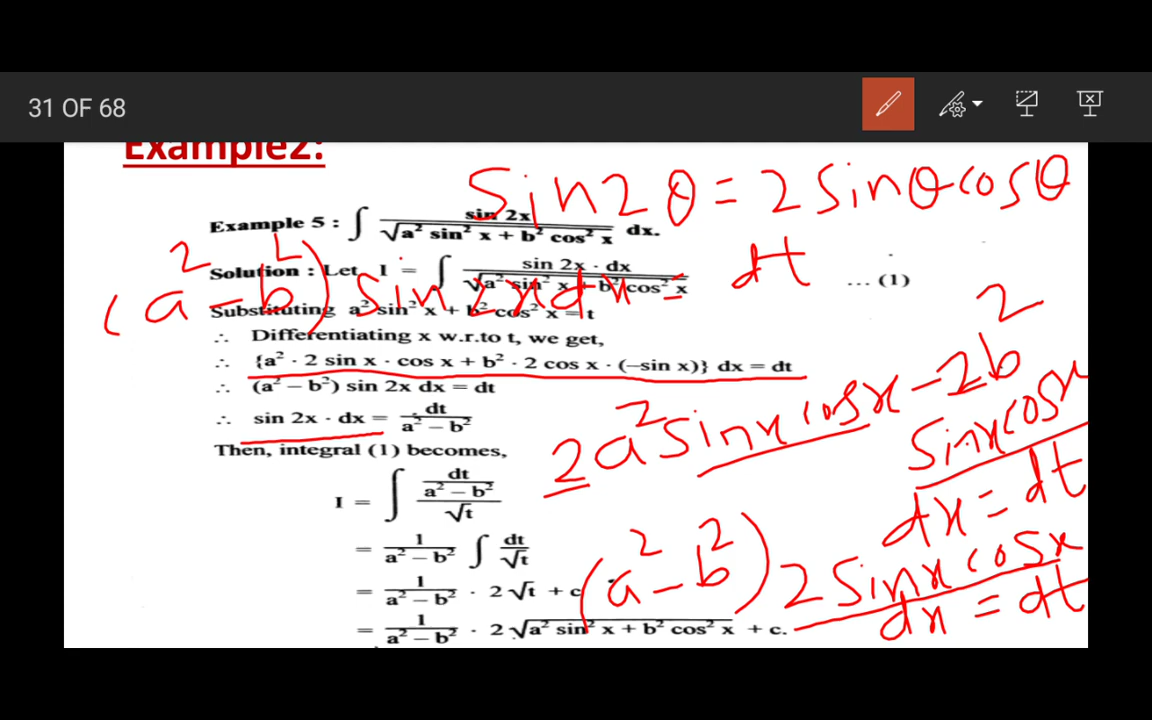 31 OF 68
Example2:
sin2θ = 2 sinθ cosθ
Example 5 : ∫ sin 2x / √(a² sin² x + b² cos² x) dx.
Solution : Let I = ∫ sin 2x · dx / √(a² sin² x + b² cos² x) ... (1)
(a² − b²) sin2x dx = dt
Substituting a² sin² x + b² cos² x = t
∴ Differentiating x w.r.to t, we get,
∴ {a² · 2 sin x · cos x + b² · 2 cos x · (−sin x)} dx = dt
∴ (a² − b²) sin 2x dx = dt
∴ sin 2x · dx = dt / a² − b²
2a² sinx cosx − 2b²
sinx cosx
dx = dt
Then, integral (1) becomes,
I = ∫ (dt / a² − b²) / √t
= 1 / a² − b² ∫ dt / √t
= 1 / a² − b² · 2 √t + c
(a² − b²) 2 sinx cosx
dx = dt
= 1 / a² − b² · 2 √(a² sin² x + b² cos² x) + c.